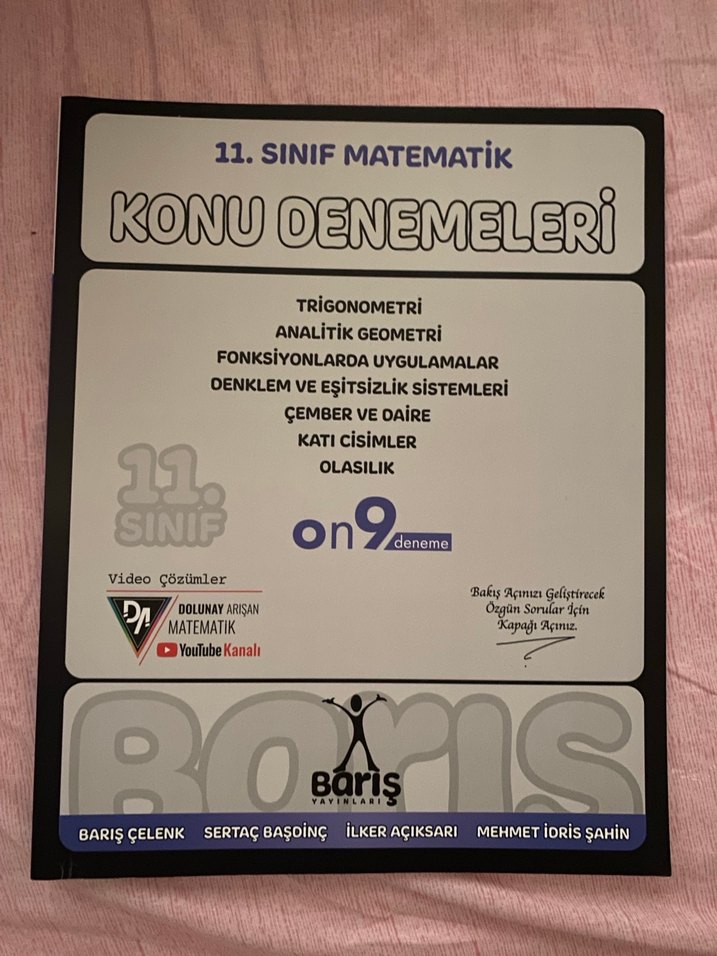 11. SINIF MATEMATİK
KONU DENEMELERİ
TRİGONOMETRİ
ANALİTİK GEOMETRİ
FONKSİYONLARDA UYGULAMALAR
DENKLEM VE EŞİTSİZLİK SİSTEMLERİ
ÇEMBER VE DAİRE
KATI CİSİMLER
OLASILIK
11.
SINIF
on9 deneme
Video Çözümler
DA
DOLUNAY ARIŞAN
MATEMATİK
YouTube Kanalı
Bakış Açınızı Geliştirecek
Özgün Sorular İçin
Kapağı Açınız.
Barış
Barış
YAYINLARI
BARIŞ ÇELENK SERTAÇ BAŞDİNÇ İLKER AÇIKSARI MEHMET İDRİS ŞAHİN